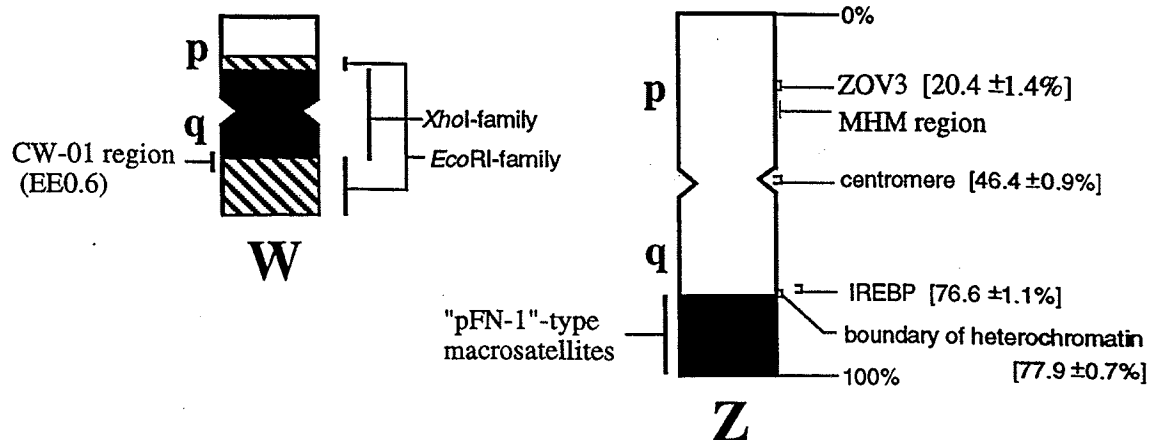 p
q
CW-01 region
(EE0.6)
XhoI-family
EcoRI-family
W
0%
p
ZOV3 [20.4 ±1.4%]
MHM region
centromere [46.4 ±0.9%]
q
IREBP [76.6 ±1.1%]
"pFN-1"-type
macrosatellites
boundary of heterochromatin
[77.9 ±0.7%]
100%
Z